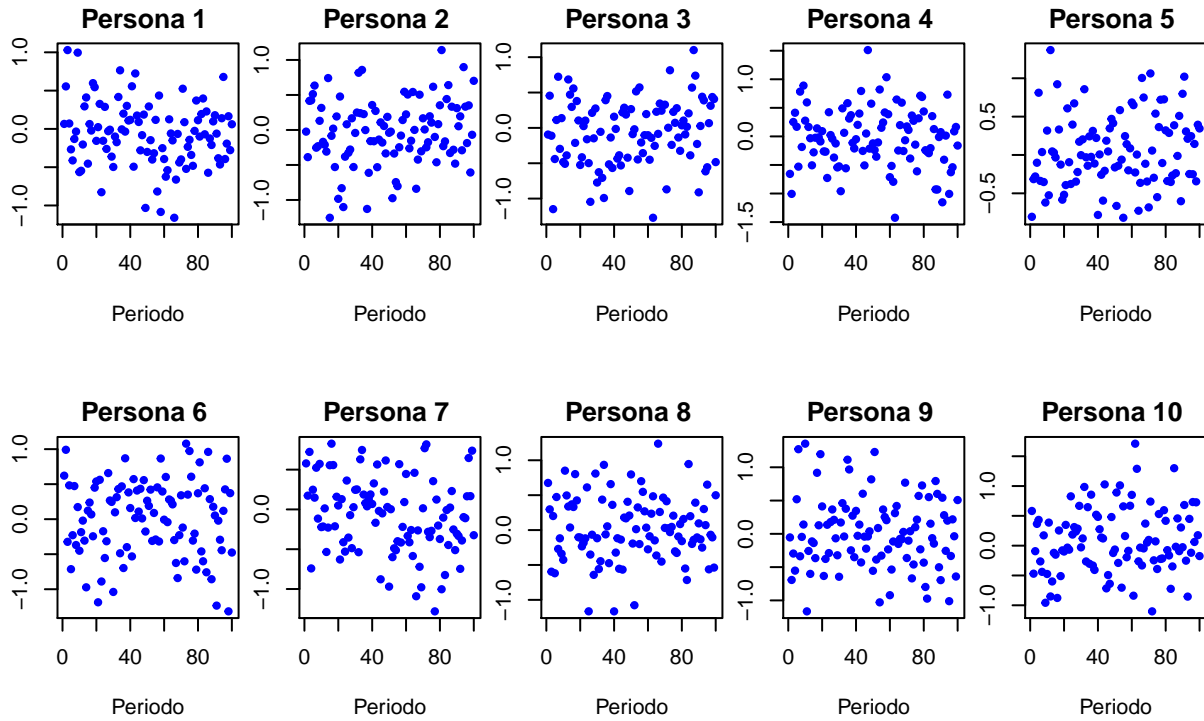 Persona 1 Persona 2 Persona 3 Persona 4 Persona 5
1.0 1.0 1.0 1.0 0.5
0.0 0.0 0.0 0.0 −0.5
−1.0 −1.0 −1.0 −1.5
0 40 80 0 40 80 0 40 80 0 40 80 0 40 80
Periodo Periodo Periodo Periodo Periodo
Persona 6 Persona 7 Persona 8 Persona 9 Persona 10
1.0 1.0 1.0 1.0
0.0 0.0 0.0 0.0 0.0
−1.0 −1.0 −1.0 −1.0 −1.0
0 40 80 0 40 80 0 40 80 0 40 80 0 40 80
Periodo Periodo Periodo Periodo Periodo